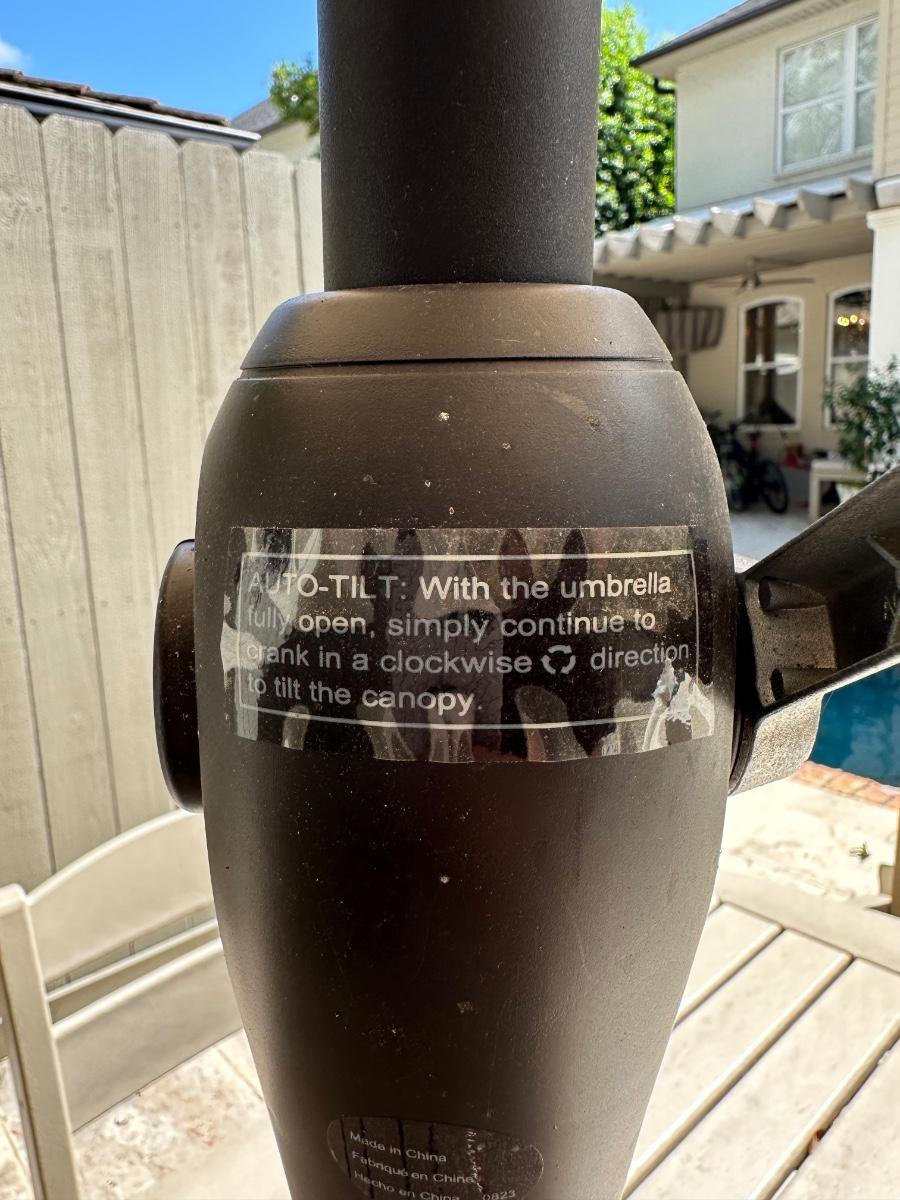 AUTO-TILT: With the umbrella
fully open, simply continue to
crank in a clockwise direction
to tilt the canopy.
Made in China
Fabriqué en Chine
Hecho en China 0823